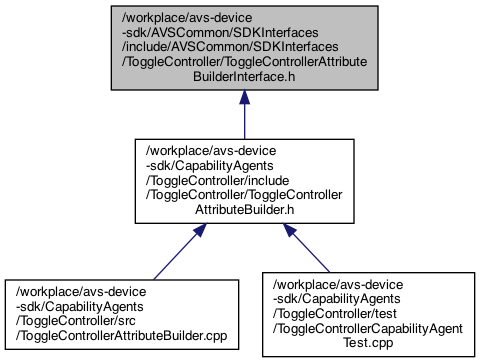 /workplace/avs-device
-sdk/AVSCommon/SDKInterfaces
/include/AVSCommon/SDKInterfaces
/ToggleController/ToggleControllerAttribute
BuilderInterface.h
/workplace/avs-device
-sdk/CapabilityAgents
/ToggleController/include
/ToggleController/ToggleController
AttributeBuilder.h
/workplace/avs-device
-sdk/CapabilityAgents
/ToggleController/src
/ToggleControllerAttributeBuilder.cpp
/workplace/avs-device
-sdk/CapabilityAgents
/ToggleController/test
/ToggleControllerCapabilityAgent
Test.cpp